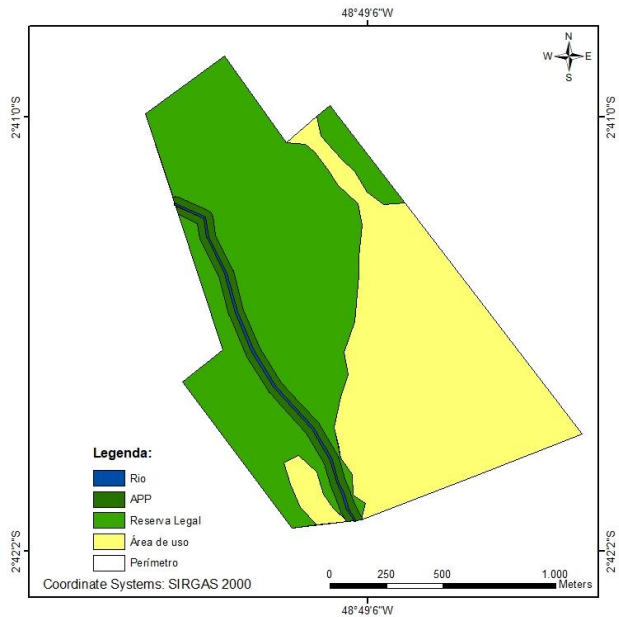 48°49'6"W
N
W E
S
2°41'0"S
2°41'0"S
Legenda:
Rio
APP
Reserva Legal
Área de uso
Perímetro
2°42'2"S
2°42'2"S
Coordinate Systems: SIRGAS 2000
0 500 1.000
Meters
48°49'6"W